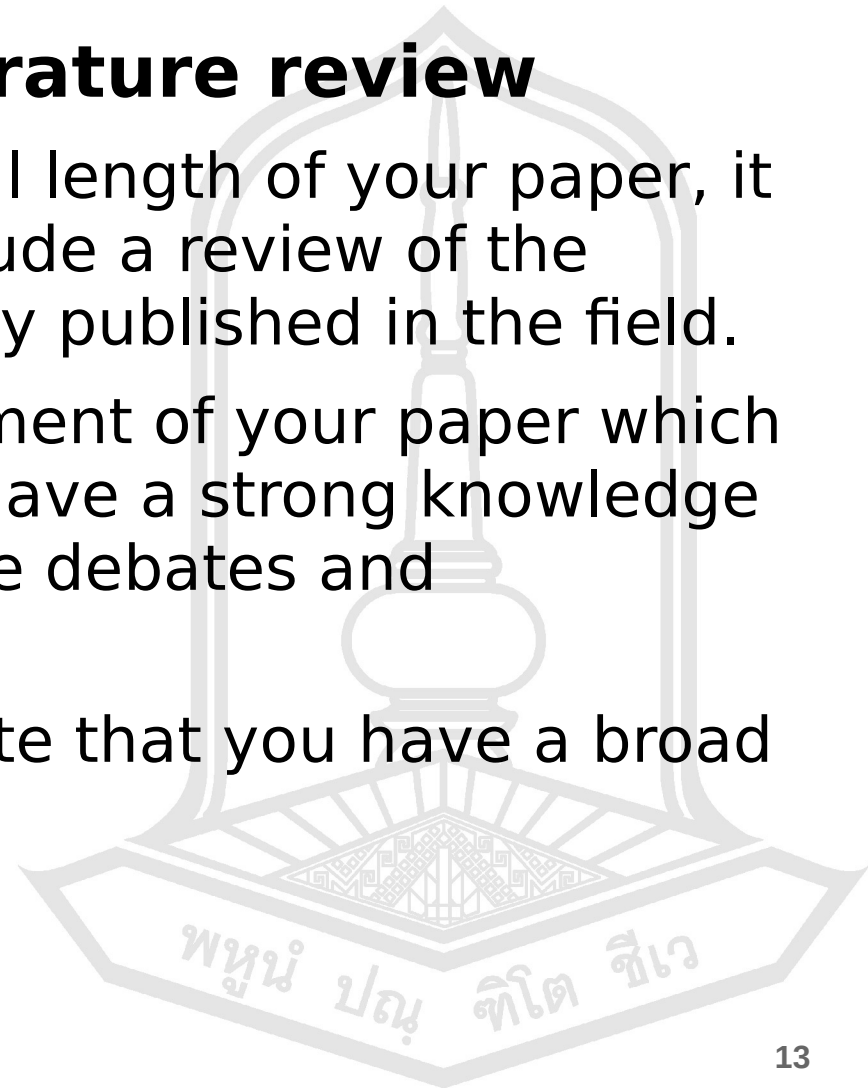 rature review
l length of your paper, it
ude a review of the
y published in the field.
ment of your paper which
ave a strong knowledge
e debates and
te that you have a broad
พหูนํ ปณฺฑิโต ชีเว
13